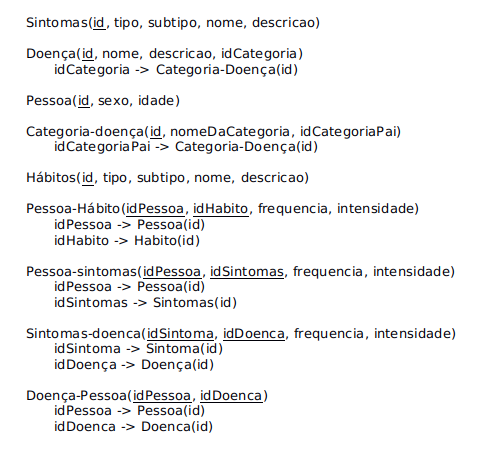 Sintomas(id, tipo, subtipo, nome, descricao)
Doença(id, nome, descricao, idCategoria)
idCategoria -> Categoria-Doença(id)
Pessoa(id, sexo, idade)
Categoria-doença(id, nomeDaCategoria, idCategoriaPai)
idCategoriaPai -> Categoria-Doença(id)
Hábitos(id, tipo, subtipo, nome, descricao)
Pessoa-Hábito(idPessoa, idHabito, frequencia, intensidade)
idPessoa -> Pessoa(id)
idHabito -> Habito(id)
Pessoa-sintomas(idPessoa, idSintomas, frequencia, intensidade)
idPessoa -> Pessoa(id)
idSintomas -> Sintomas(id)
Sintomas-doenca(idSintoma, idDoenca, frequencia, intensidade)
idSintoma -> Sintoma(id)
idDoença -> Doença(id)
Doença-Pessoa(idPessoa, idDoenca)
idPessoa -> Pessoa(id)
idDoenca -> Doenca(id)